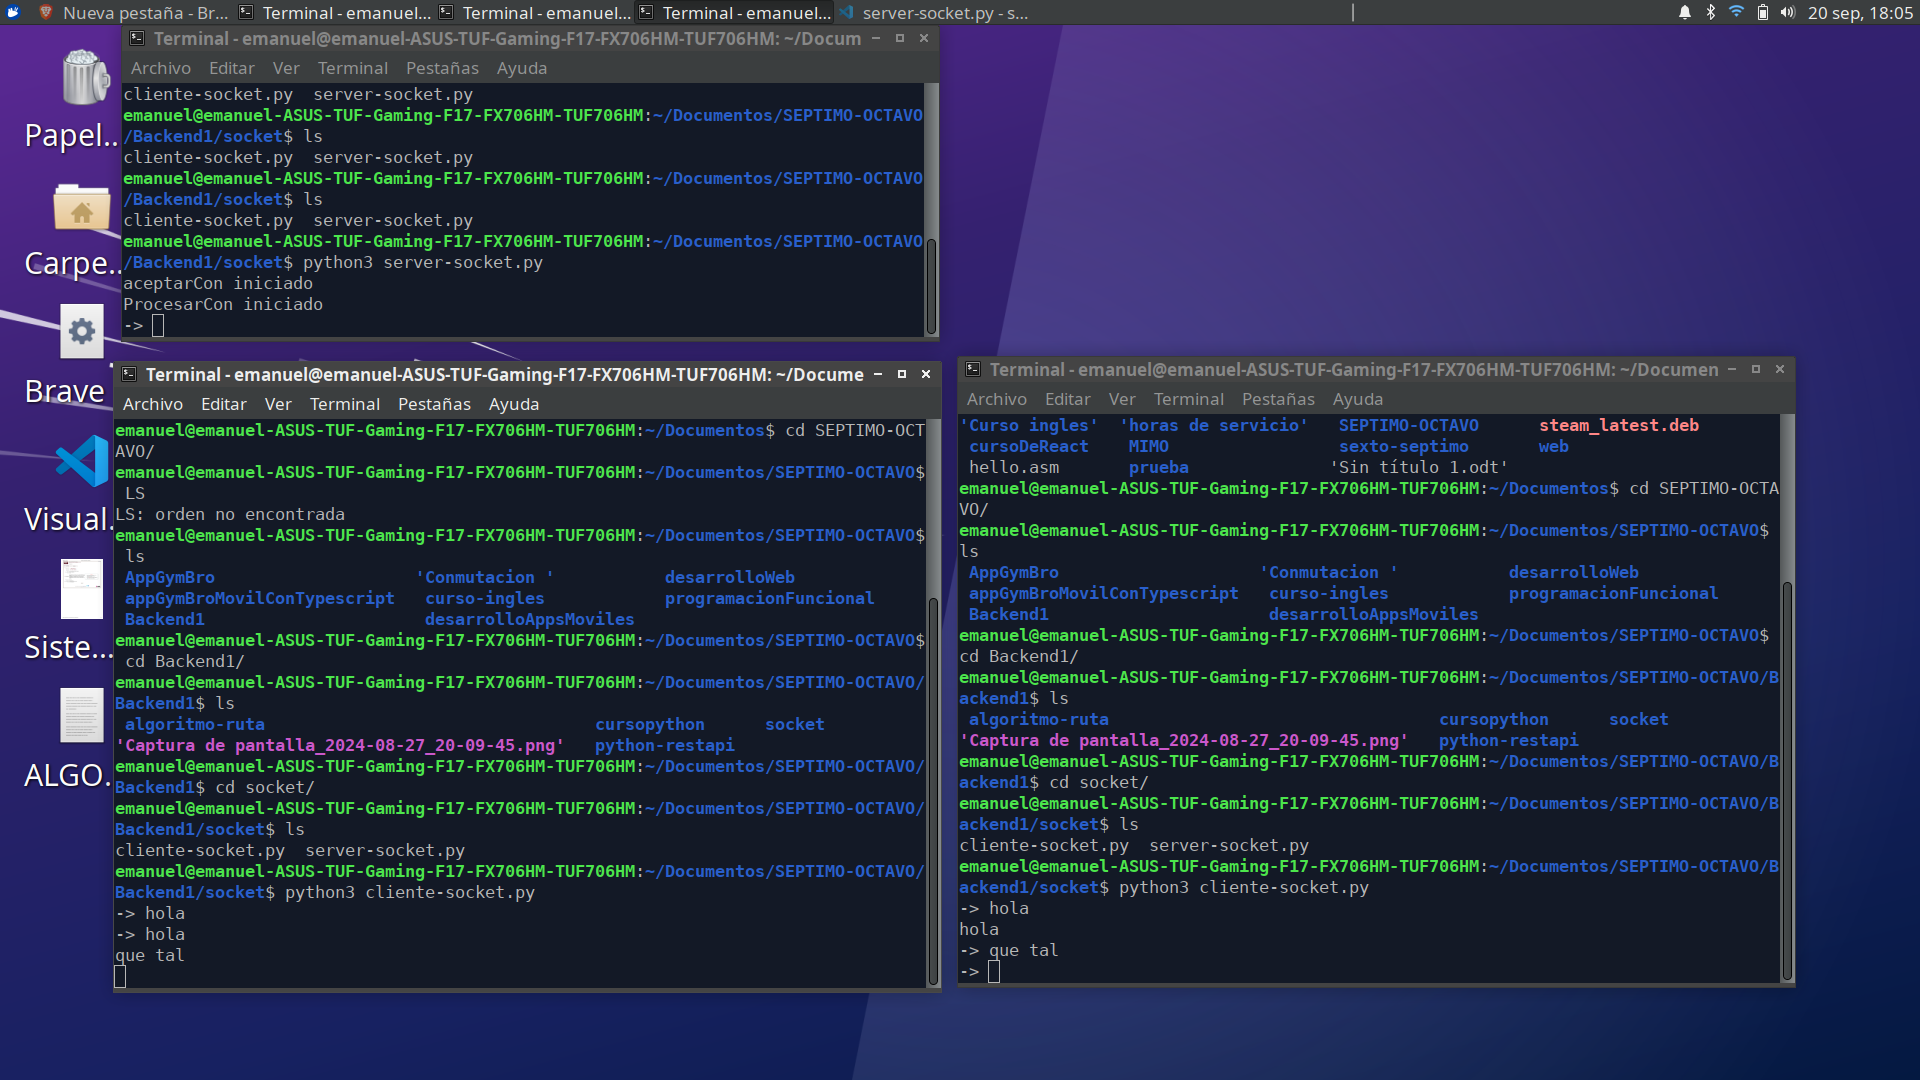 Nueva pestaña - Br... Terminal - emanuel... Terminal - emanuel... Terminal - emanuel... server-socket.py - s... 20 sep, 18:05
Papel...
Carpe...
Brave
Visual...
Siste...
ALGO...
Terminal - emanuel@emanuel-ASUS-TUF-Gaming-F17-FX706HM-TUF706HM: ~/Docum
Archivo Editar Ver Terminal Pestañas Ayuda
cliente-socket.py  server-socket.py
emanuel@emanuel-ASUS-TUF-Gaming-F17-FX706HM-TUF706HM:~/Documentos/SEPTIMO-OCTAVO
/Backend1/socket$ ls
cliente-socket.py  server-socket.py
emanuel@emanuel-ASUS-TUF-Gaming-F17-FX706HM-TUF706HM:~/Documentos/SEPTIMO-OCTAVO
/Backend1/socket$ ls
cliente-socket.py  server-socket.py
emanuel@emanuel-ASUS-TUF-Gaming-F17-FX706HM-TUF706HM:~/Documentos/SEPTIMO-OCTAVO
/Backend1/socket$ python3 server-socket.py
aceptarCon iniciado
ProcesarCon iniciado
->
Terminal - emanuel@emanuel-ASUS-TUF-Gaming-F17-FX706HM-TUF706HM: ~/Docume
Archivo Editar Ver Terminal Pestañas Ayuda
emanuel@emanuel-ASUS-TUF-Gaming-F17-FX706HM-TUF706HM:~/Documentos$ cd SEPTIMO-OCT
AVO/
emanuel@emanuel-ASUS-TUF-Gaming-F17-FX706HM-TUF706HM:~/Documentos/SEPTIMO-OCTAVO$
LS
LS: orden no encontrada
emanuel@emanuel-ASUS-TUF-Gaming-F17-FX706HM-TUF706HM:~/Documentos/SEPTIMO-OCTAVO$
ls
AppGymBro 'Conmutacion ' desarrolloWeb
appGymBroMovilConTypescript curso-ingles programacionFuncional
Backend1 desarrolloAppsMoviles
emanuel@emanuel-ASUS-TUF-Gaming-F17-FX706HM-TUF706HM:~/Documentos/SEPTIMO-OCTAVO$
cd Backend1/
emanuel@emanuel-ASUS-TUF-Gaming-F17-FX706HM-TUF706HM:~/Documentos/SEPTIMO-OCTAVO/
Backend1$ ls
algoritmo-ruta cursopython socket
'Captura de pantalla_2024-08-27_20-09-45.png' python-restapi
emanuel@emanuel-ASUS-TUF-Gaming-F17-FX706HM-TUF706HM:~/Documentos/SEPTIMO-OCTAVO/
Backend1$ cd socket/
emanuel@emanuel-ASUS-TUF-Gaming-F17-FX706HM-TUF706HM:~/Documentos/SEPTIMO-OCTAVO/
Backend1/socket$ ls
cliente-socket.py  server-socket.py
emanuel@emanuel-ASUS-TUF-Gaming-F17-FX706HM-TUF706HM:~/Documentos/SEPTIMO-OCTAVO/
Backend1/socket$ python3 cliente-socket.py
-> hola
-> hola
que tal
Terminal - emanuel@emanuel-ASUS-TUF-Gaming-F17-FX706HM-TUF706HM: ~/Documen
Archivo Editar Ver Terminal Pestañas Ayuda
'Curso ingles' 'horas de servicio' SEPTIMO-OCTAVO steam_latest.deb
cursoDeReact MIMO sexto-septimo web
hello.asm prueba 'Sin título 1.odt'
emanuel@emanuel-ASUS-TUF-Gaming-F17-FX706HM-TUF706HM:~/Documentos$ cd SEPTIMO-OCTA
VO/
emanuel@emanuel-ASUS-TUF-Gaming-F17-FX706HM-TUF706HM:~/Documentos/SEPTIMO-OCTAVO$
ls
AppGymBro 'Conmutacion ' desarrolloWeb
appGymBroMovilConTypescript curso-ingles programacionFuncional
Backend1 desarrolloAppsMoviles
emanuel@emanuel-ASUS-TUF-Gaming-F17-FX706HM-TUF706HM:~/Documentos/SEPTIMO-OCTAVO$
cd Backend1/
emanuel@emanuel-ASUS-TUF-Gaming-F17-FX706HM-TUF706HM:~/Documentos/SEPTIMO-OCTAVO/B
ackend1$ ls
algoritmo-ruta cursopython socket
'Captura de pantalla_2024-08-27_20-09-45.png' python-restapi
emanuel@emanuel-ASUS-TUF-Gaming-F17-FX706HM-TUF706HM:~/Documentos/SEPTIMO-OCTAVO/B
ackend1$ cd socket/
emanuel@emanuel-ASUS-TUF-Gaming-F17-FX706HM-TUF706HM:~/Documentos/SEPTIMO-OCTAVO/B
ackend1/socket$ ls
cliente-socket.py  server-socket.py
emanuel@emanuel-ASUS-TUF-Gaming-F17-FX706HM-TUF706HM:~/Documentos/SEPTIMO-OCTAVO/B
ackend1/socket$ python3 cliente-socket.py
-> hola
hola
-> que tal
->